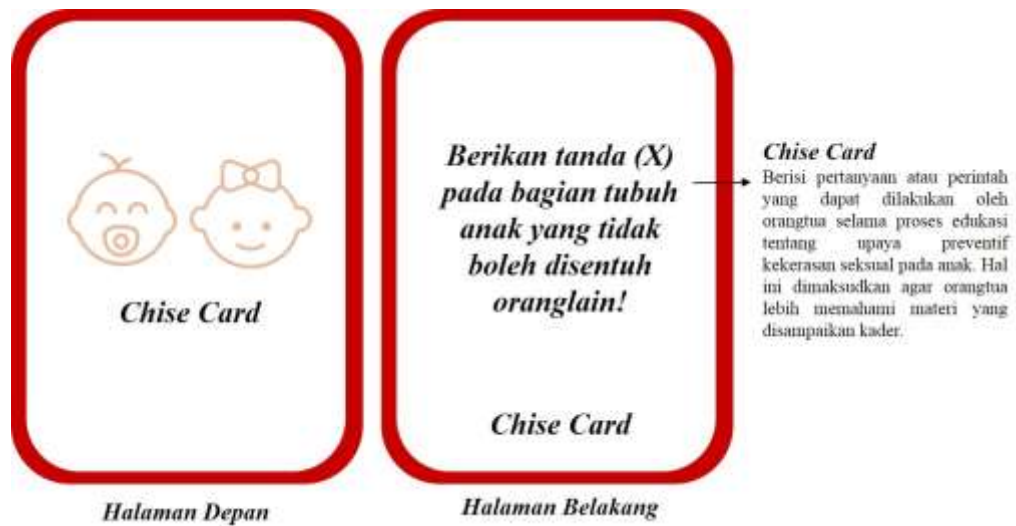 Chise Card
Halaman Depan
Berikan tanda (X)
pada bagian tubuh
anak yang tidak
boleh disentuh
oranglain!
Chise Card
Halaman Belakang
Chise Card
Berisi pertanyaan atau perintah
yang dapat dilakukan oleh
orangtua selama proses edukasi
tentang upaya preventif
kekerasan seksual pada anak. Hal
ini dimaksudkan agar orangtua
lebih memahami materi yang
disampaikan kader.